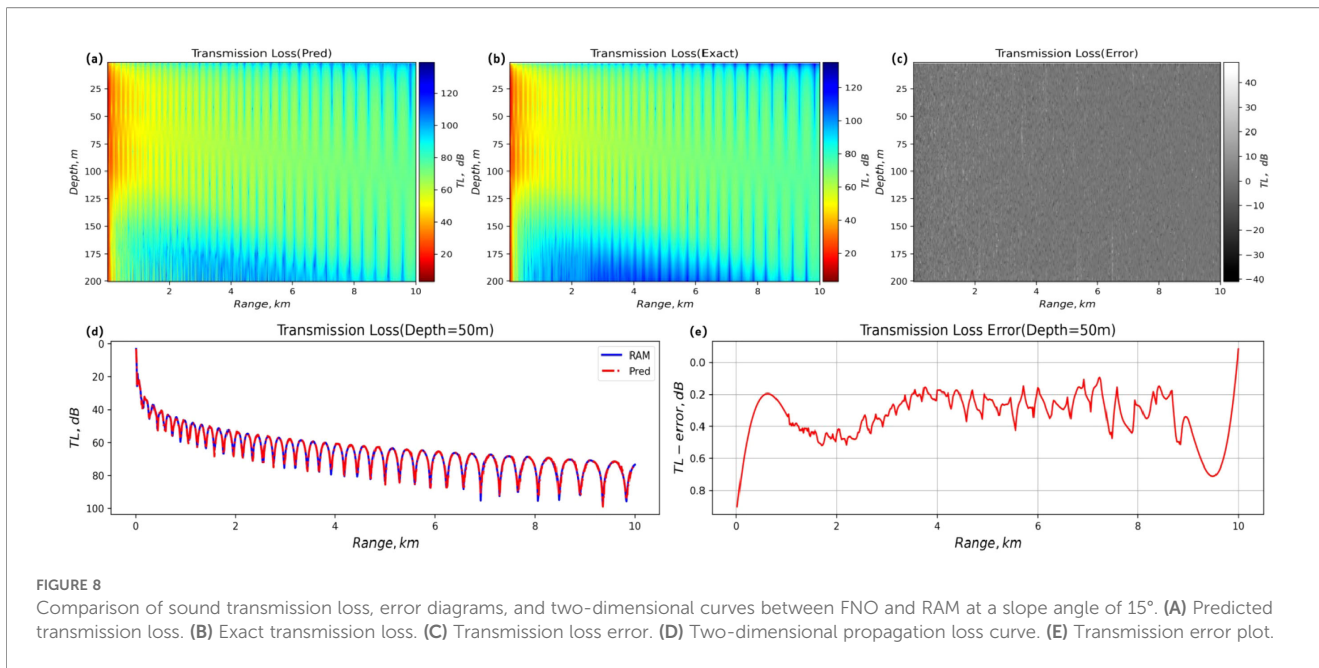 (a)
Transmission Loss(Pred)
25
50
75
100
125
150
175
200
Depth, m
2
4
6
8
10
Range, km
120
100
80
60
40
20
TL, dB
(b)
Transmission Loss(Exact)
25
50
75
100
125
150
175
200
Depth, m
2
4
6
8
10
Range, km
120
100
80
60
40
20
TL, dB
(c)
Transmission Loss(Error)
25
50
75
100
125
150
175
200
Depth, m
2
4
6
8
10
Range, km
40
30
20
10
0
−10
−20
−30
−40
TL, dB
(d)
Transmission Loss(Depth=50m)
0
20
40
60
80
100
TL, dB
RAM
Pred
0
2
4
6
8
10
Range, km
(e)
Transmission Loss Error(Depth=50m)
0.0
0.2
0.4
0.6
0.8
TL − error, dB
0
2
4
6
8
10
Range, km
FIGURE 8
Comparison of sound transmission loss, error diagrams, and two-dimensional curves between FNO and RAM at a slope angle of 15°. (A) Predicted
transmission loss. (B) Exact transmission loss. (C) Transmission loss error. (D) Two-dimensional propagation loss curve. (E) Transmission error plot.